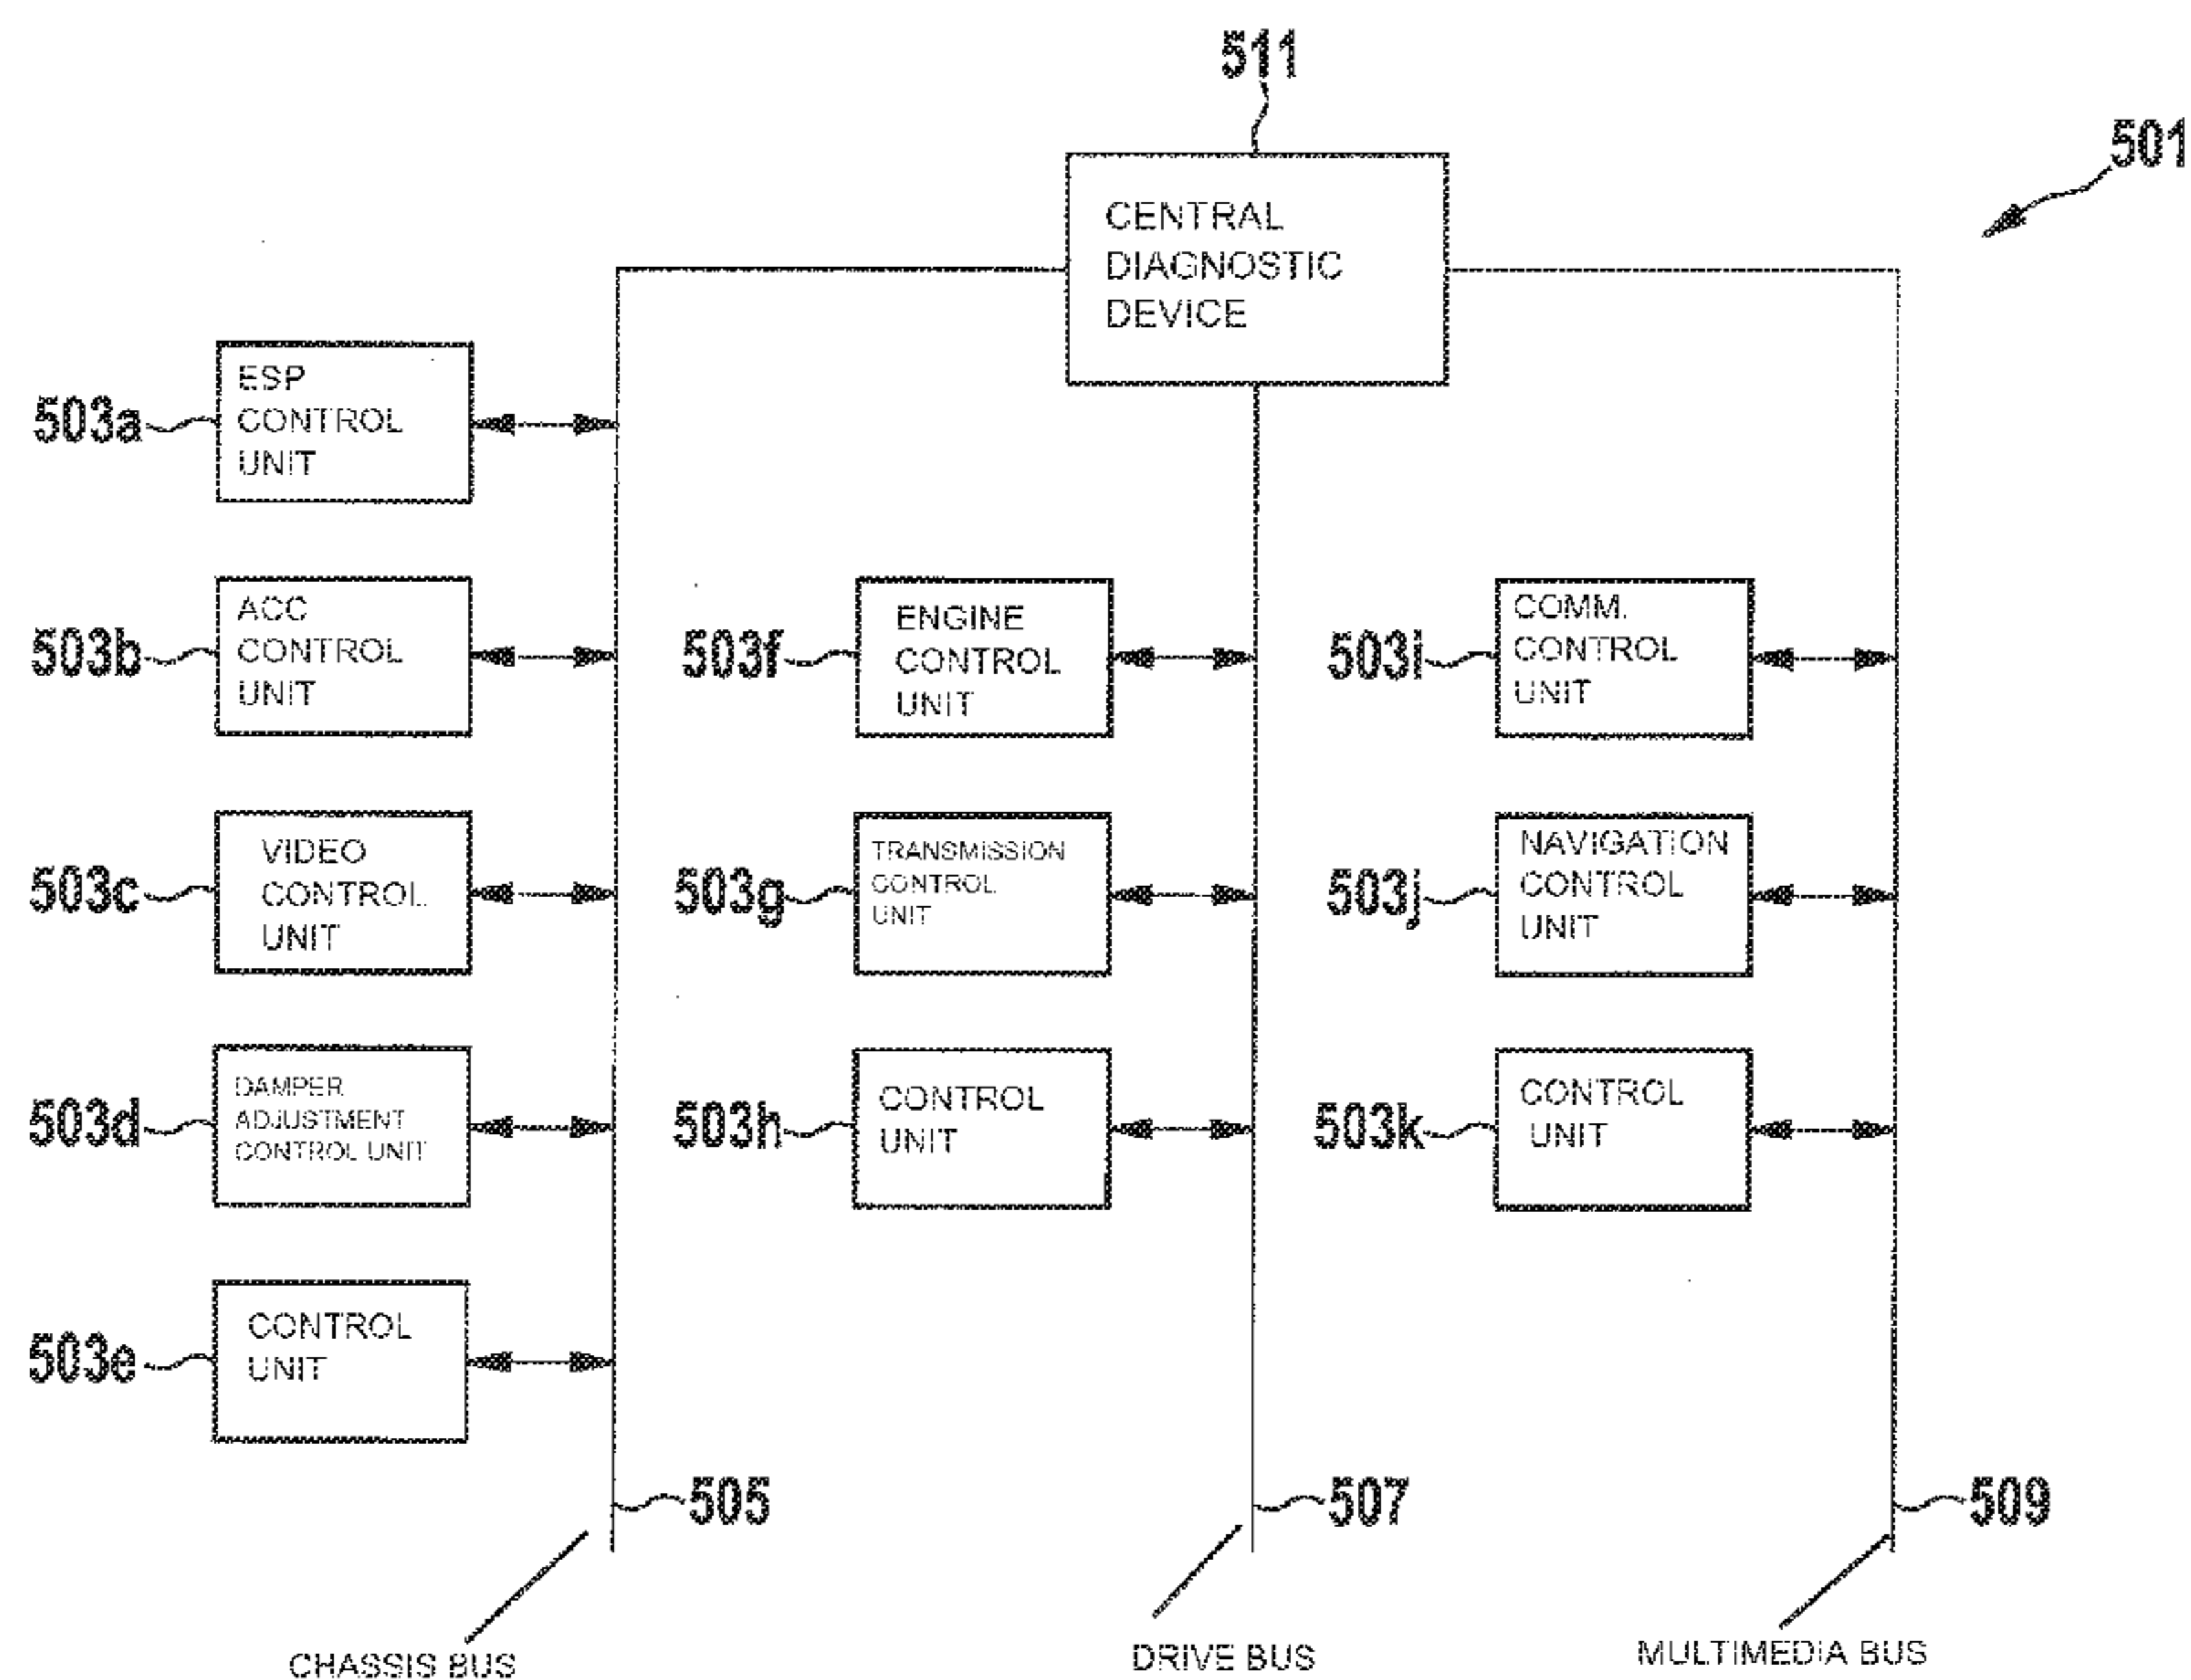 511
501
CENTRAL
DIAGNOSTIC
DEVICE
503a
ESP
CONTROL
UNIT
503b
ACC
CONTROL
UNIT
503f
ENGINE
CONTROL
UNIT
503i
COMM.
CONTROL
UNIT
503c
VIDEO
CONTROL
UNIT
503g
TRANSMISSION
CONTROL
UNIT
503j
NAVIGATION
CONTROL
UNIT
503d
DAMPER
ADJUSTMENT
CONTROL UNIT
503h
CONTROL
UNIT
503k
CONTROL
UNIT
503e
CONTROL
UNIT
505
507
509
CHASSIS BUS
DRIVE BUS
MULTIMEDIA BUS